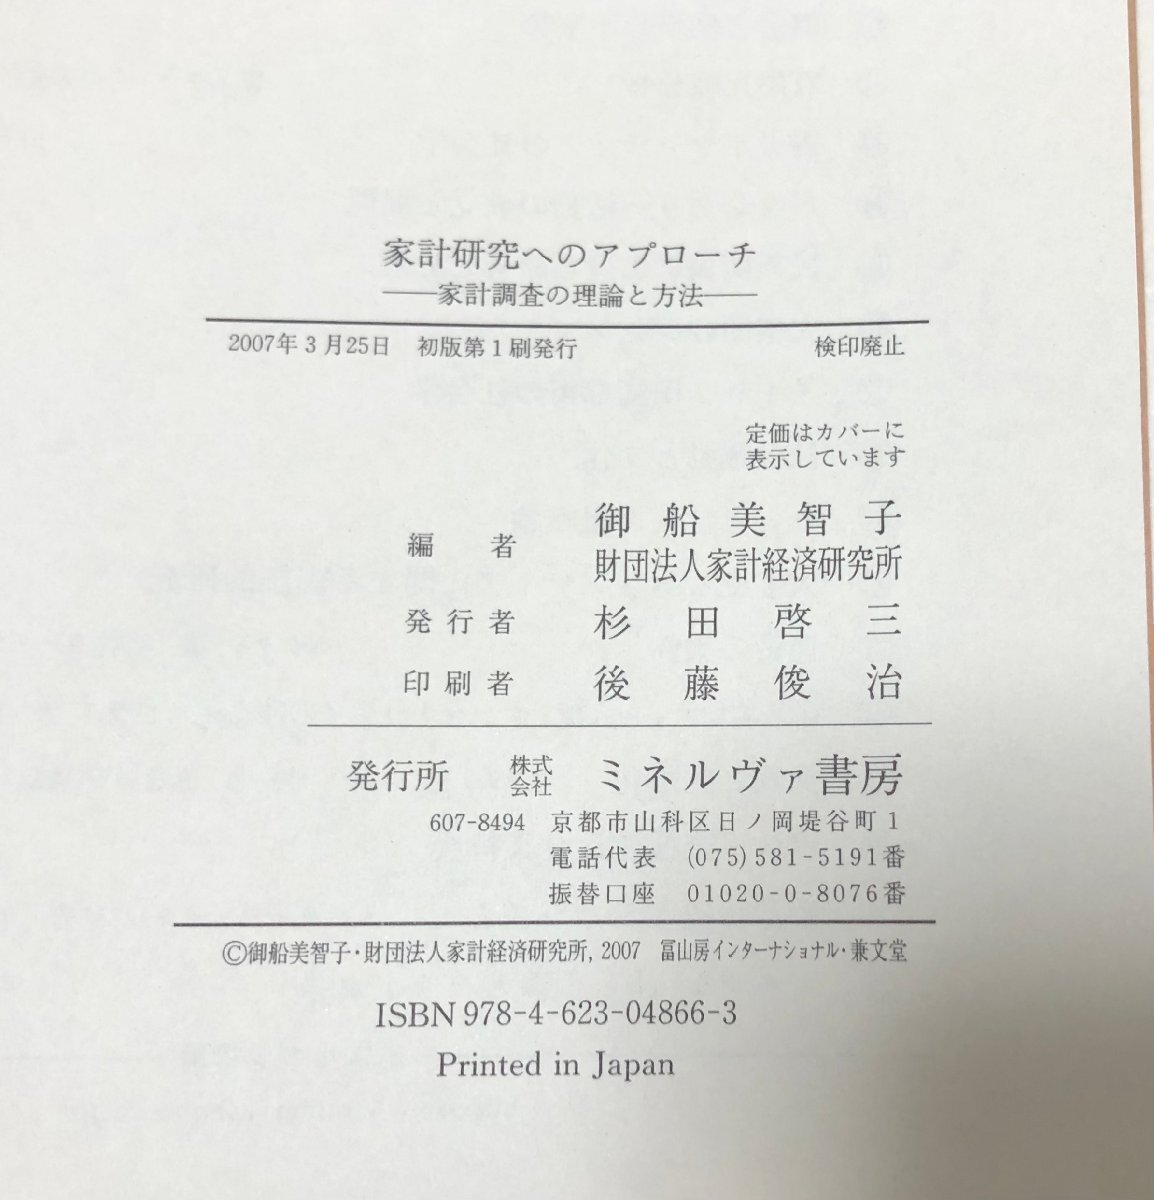 家計研究へのアプローチ
——家計調査の理論と方法——
2007年3月25日　初版第1刷発行　検印廃止
定価はカバーに
表示しています
編者　御船美智子
財団法人家計経済研究所
発行者　杉田啓三
印刷者　後藤俊治
発行所　株式会社　ミネルヴァ書房
607-8494　京都市山科区日ノ岡堤谷町1
電話代表　(075)581-5191番
振替口座　01020-0-8076番
©御船美智子・財団法人家計経済研究所, 2007　冨山房インターナショナル・兼文堂
ISBN 978-4-623-04866-3
Printed in Japan